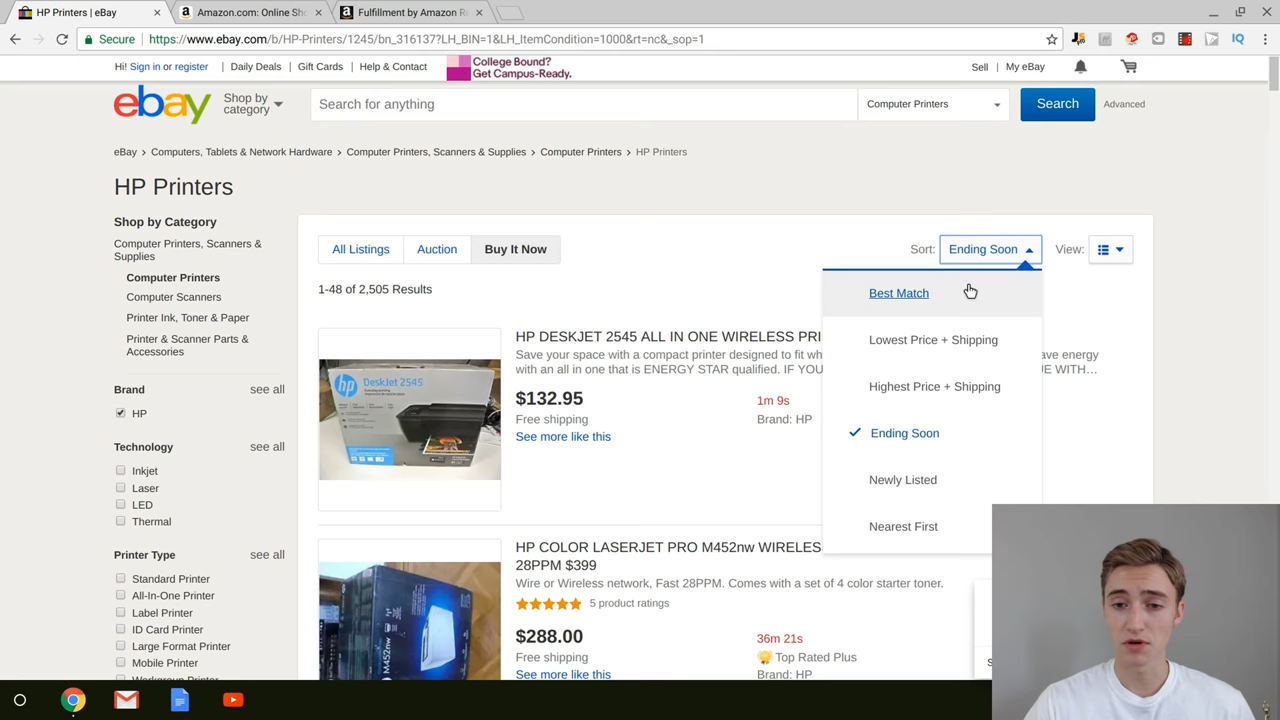 HP Printers | eBay
Amazon.com: Online Sho
Fulfillment by Amazon Re
Secure
https://www.ebay.com/b/HP-Printers/1245/bn_316137?LH_BIN=1&LH_ItemCondition=1000&rt=nc&_sop=1
Hi! Sign in or register
Daily Deals
Gift Cards
Help & Contact
College Bound?
Get Campus-Ready.
Sell
My eBay
ebay
Shop by
category
Search for anything
Computer Printers
Search
Advanced
eBay > Computers, Tablets & Network Hardware > Computer Printers, Scanners & Supplies > Computer Printers > HP Printers
HP Printers
Shop by Category
Computer Printers, Scanners &
Supplies
Computer Printers
Computer Scanners
Printer Ink, Toner & Paper
Printer & Scanner Parts &
Accessories
Brand
see all
HP
Technology
see all
Inkjet
Laser
LED
Thermal
Printer Type
see all
Standard Printer
All-In-One Printer
Label Printer
ID Card Printer
Large Format Printer
Mobile Printer
All Listings
Auction
Buy It Now
Sort:
Ending Soon
View:
1-48 of 2,505 Results
Best Match
Lowest Price + Shipping
Highest Price + Shipping
Ending Soon
Newly Listed
Nearest First
hp DeskJet 2545
HP DESKJET 2545 ALL IN ONE WIRELESS PRI
Save your space with a compact printer designed to fit wh
ave energy
with an all in one that is ENERGY STAR qualified. IF YOU
E WITH…
$132.95
Free shipping
See more like this
1m 9s
Brand: HP
M452nw
HP COLOR LASERJET PRO M452nw WIRELES
28PPM $399
Wire or Wireless network, Fast 28PPM. Comes with a set of 4 color starter toner.
5 product ratings
$288.00
Free shipping
See more like this
36m 21s
Top Rated Plus
Brand: HP